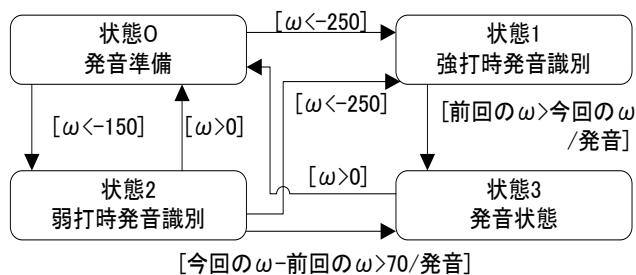 状態0
発音準備
[ω<-250]
状態1
強打時発音識別
[ω<-150]
[ω>0]
[ω<-250]
[前回のω>今回のω
/発音]
状態2
弱打時発音識別
[ω>0]
状態3
発音状態
[今回のω-前回のω>70/発音]